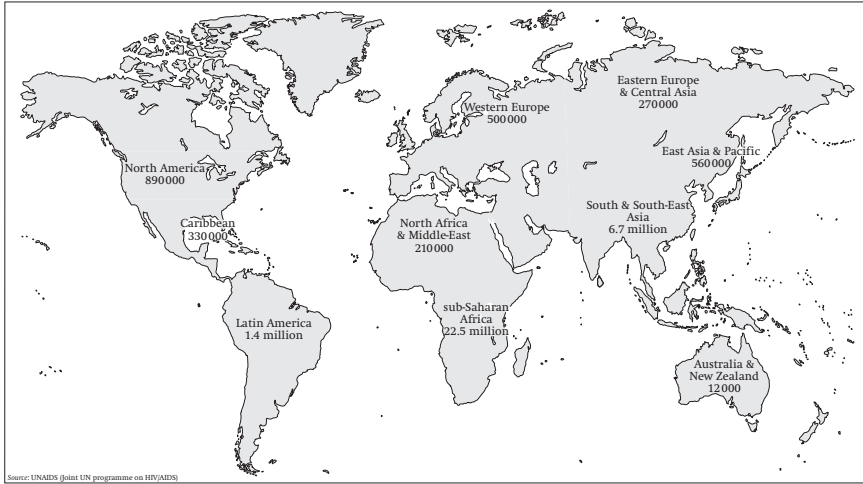 Eastern Europe
& Central Asia
270000
Western Europe
500000
East Asia & Pacific
560000
North America
890000
South & South-East
Asia
6.7 million
Caribbean
330000
North Africa
& Middle-East
210000
sub-Saharan
Africa
22.5 million
Latin America
1.4 million
Australia &
New Zealand
12000
Source: UNAIDS (Joint UN programme on HIV/AIDS)